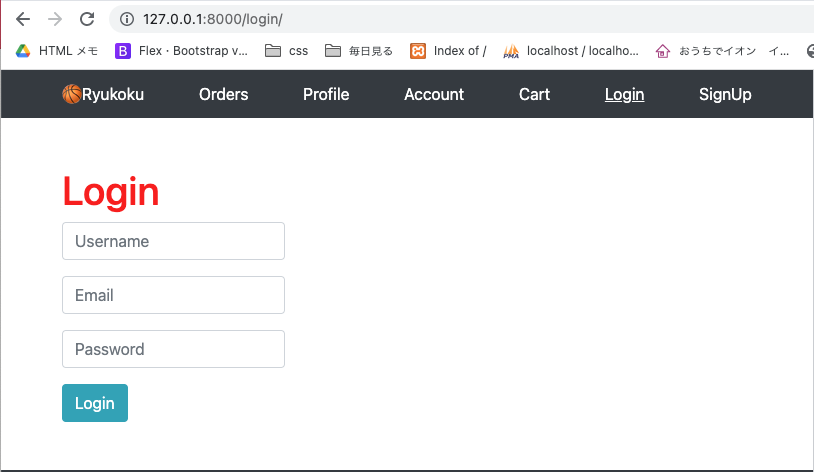 127.0.0.1:8000/login/
HTML メモ Flex · Bootstrap v... css 毎日見る Index of / PMA localhost / localho... おうちでイオン イ...
Ryukoku Orders Profile Account Cart Login SignUp
Login
Username
Email
Password
Login